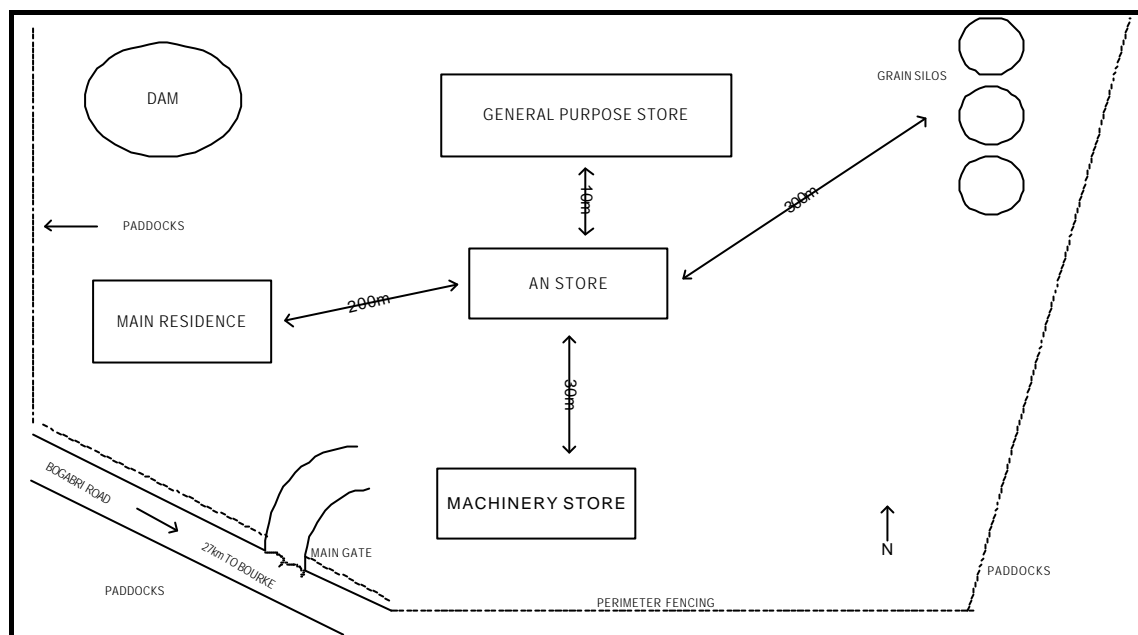 GRAIN SILOS
DAM
GENERAL PURPOSE STORE
10m
300m
PADDOCKS
AN STORE
200m
MAIN RESIDENCE
30m
BOGABRI ROAD
MACHINERY STORE
27km TO BOURKE
MAIN GATE
N
PADDOCKS
PADDOCKS
PERIMETER FENCING